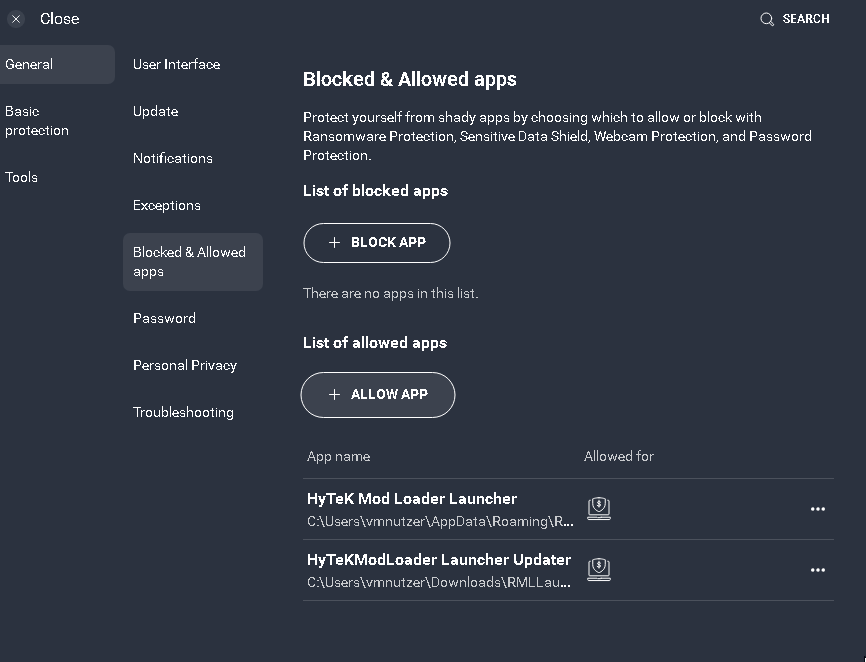 Close
SEARCH
General
Basic
protection
Tools
User Interface
Update
Notifications
Exceptions
Blocked & Allowed
apps
Password
Personal Privacy
Troubleshooting
Blocked & Allowed apps
Protect yourself from shady apps by choosing which to allow or block with
Ransomware Protection, Sensitive Data Shield, Webcam Protection, and Password
Protection.
List of blocked apps
+ BLOCK APP
There are no apps in this list.
List of allowed apps
+ ALLOW APP
App name Allowed for
HyTeK Mod Loader Launcher
C:\Users\vmnutzer\AppData\Roaming\R...
HyTeKModLoader Launcher Updater
C:\Users\vmnutzer\Downloads\RMLLau...